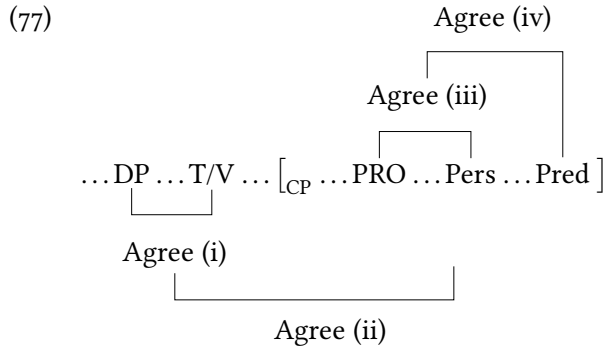 (77)
Agree (iv)
Agree (iii)
…DP …T/V … [CP …PRO …Pers …Pred ]
Agree (i)
Agree (ii)